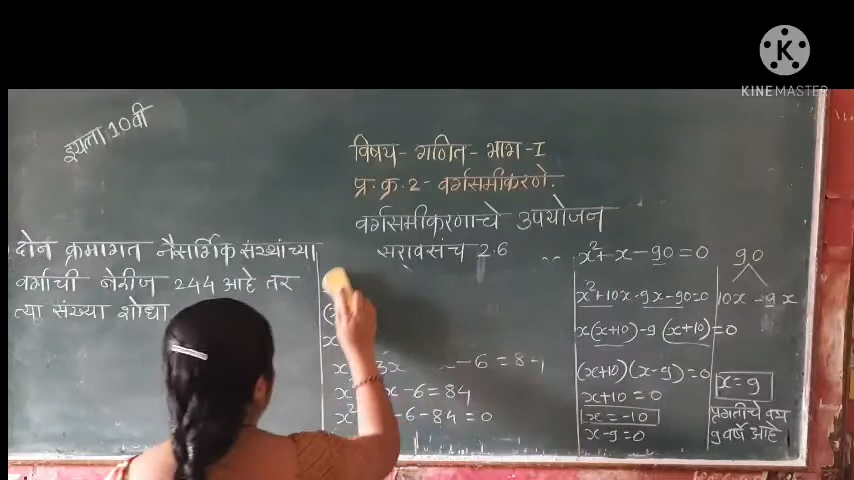 KINEMASTER
इयत्ता 10वी
विषय - गणित - भाग - I
प्र. क्र. 2 - वर्गसमीकरणे.
वर्गसमीकरणाचे उपयोजन
सरावसंच 2.6
दोन क्रमागत नैसर्गिक संख्यांच्या
वर्गाची बेरीज 244 आहे तर
त्या संख्या शोधा
x - 6 = 84
x - 6 = 84
- 6 - 84 = 0
x² + x - 90 = 0
x² + 10x - 9x - 90 = 0
x(x+10) - 9(x+10) = 0
(x+10)(x-9) = 0
x+10 = 0
x = -10
x-9 = 0
90
10x -9x
x = 9
प्रगतीचे वय
9 वर्षे आहे